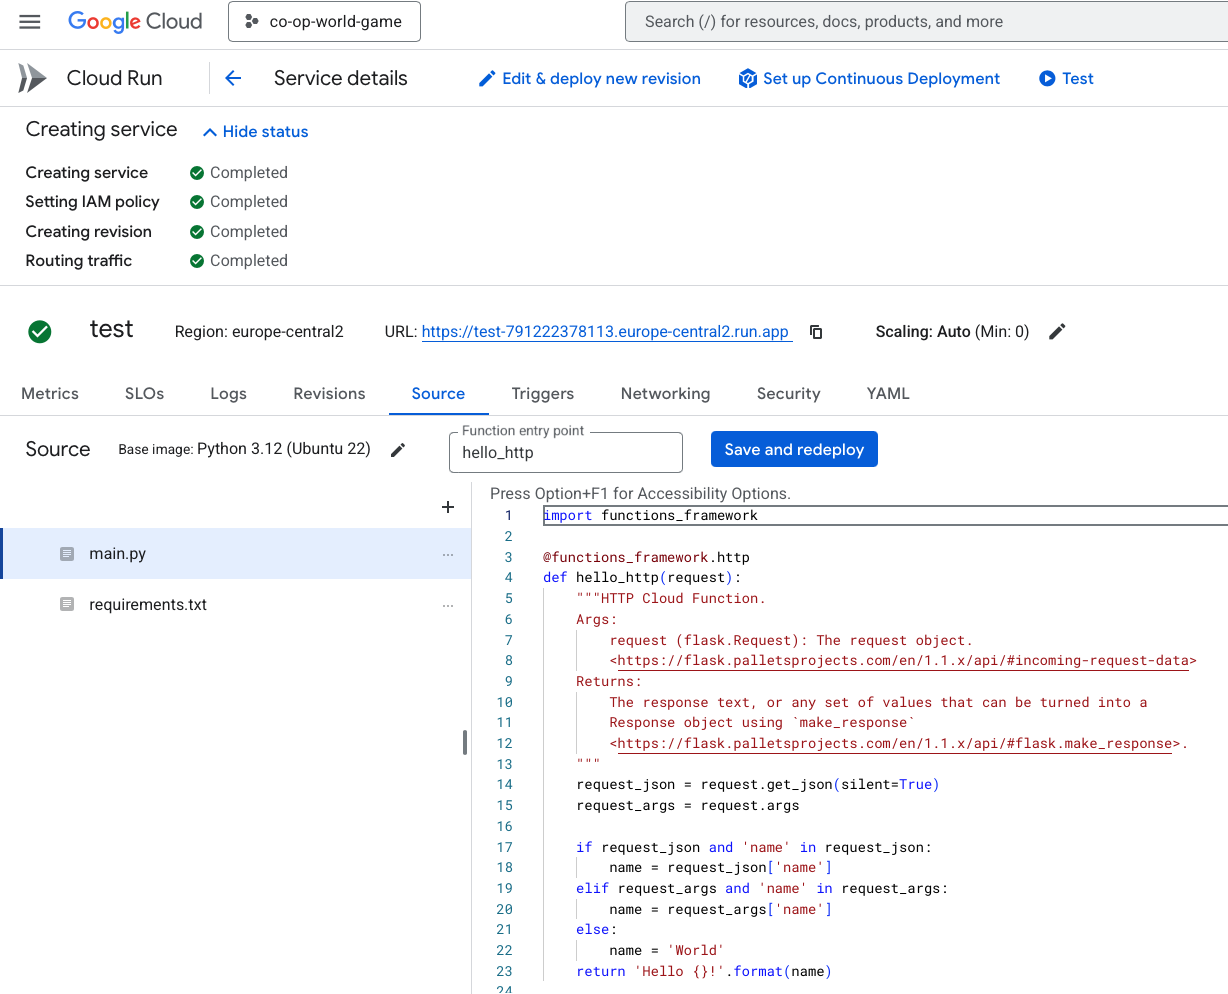 Google Cloud
co-op-world-game
Search (/) for resources, docs, products, and more
Cloud Run
Service details
Edit & deploy new revision
Set up Continuous Deployment
Test
Creating service
Hide status
Creating service Completed
Setting IAM policy Completed
Creating revision Completed
Routing traffic Completed
test
Region: europe-central2
URL: https://test-791222378113.europe-central2.run.app
Scaling: Auto (Min: 0)
Metrics SLOs Logs Revisions Source Triggers Networking Security YAML
Source
Base image: Python 3.12 (Ubuntu 22)
Function entry point
hello_http
Save and redeploy
+
main.py ...
requirements.txt ...
Press Option+F1 for Accessibility Options.
1 import functions_framework
2
3 @functions_framework.http
4 def hello_http(request):
5     """HTTP Cloud Function.
6     Args:
7         request (flask.Request): The request object.
8         <https://flask.palletsprojects.com/en/1.1.x/api/#incoming-request-data>
9     Returns:
10         The response text, or any set of values that can be turned into a
11         Response object using `make_response`
12         <https://flask.palletsprojects.com/en/1.1.x/api/#flask.make_response>.
13     """
14     request_json = request.get_json(silent=True)
15     request_args = request.args
16
17     if request_json and 'name' in request_json:
18         name = request_json['name']
19     elif request_args and 'name' in request_args:
20         name = request_args['name']
21     else:
22         name = 'World'
23     return 'Hello {}!'.format(name)
24